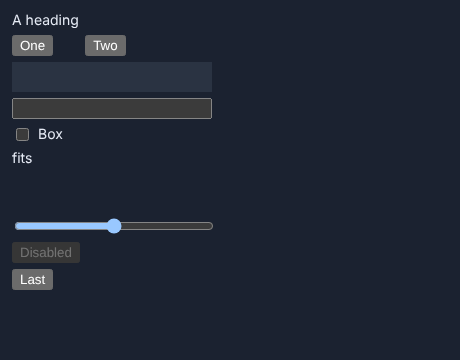 A heading
One Two
Box
fits
Disabled
Last